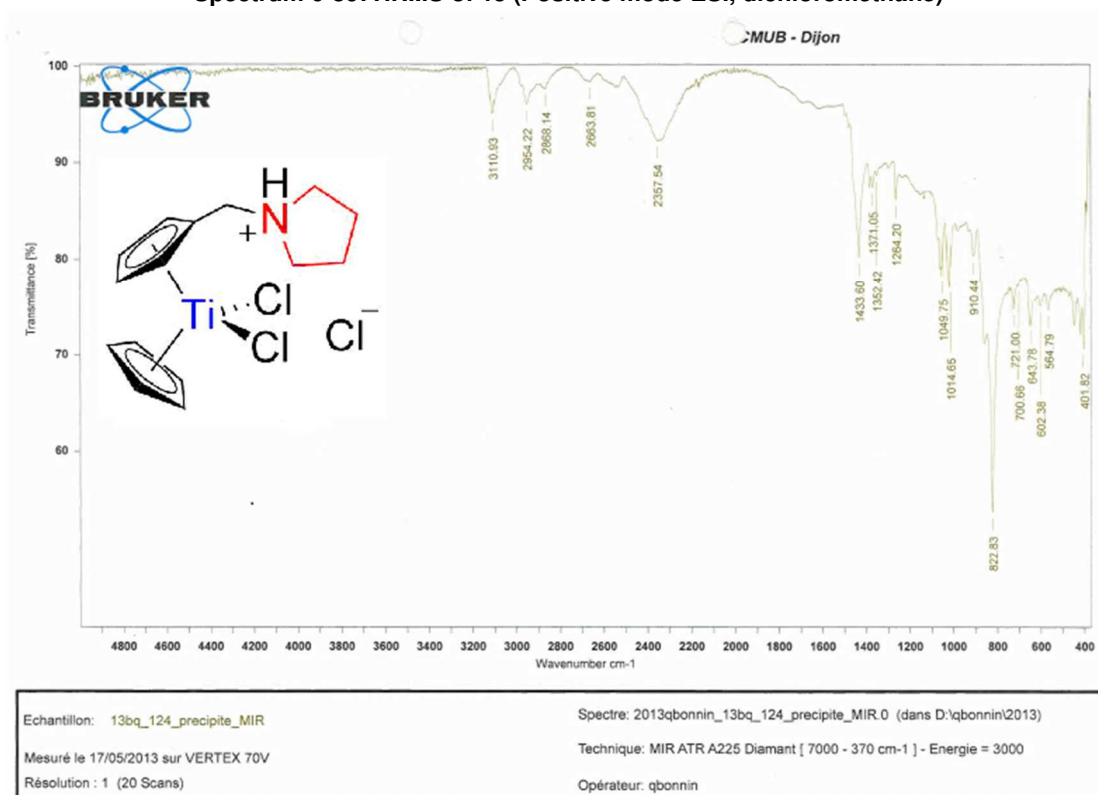 Spectrum 6-39: HRMS of 13 (Positive mode ESI, dichloromethane)
CMUB - Dijon
BRUKER
H
N
+
Ti
Cl
Cl
Cl-
Transmittance [%]
100
90
80
70
60
3110.93
2954.22
2868.14
2663.81
2357.54
1433.60
1371.05
1352.42
1264.20
1049.75
1014.65
910.44
822.83
721.00
700.66
643.78
602.38
564.79
401.82
4800 4600 4400 4200 4000 3800 3600 3400 3200 3000 2800 2600 2400 2200 2000 1800 1600 1400 1200 1000 800 600 400
Wavenumber cm-1
Echantillon: 13bq_124_precipite_MIR
Mesuré le 17/05/2013 sur VERTEX 70V
Résolution : 1 (20 Scans)
Spectre: 2013qbonnin_13bq_124_precipite_MIR.0 (dans D:\qbonnin\2013)
Technique: MIR ATR A225 Diamant [ 7000 - 370 cm-1 ] - Energie = 3000
Opérateur: qbonnin